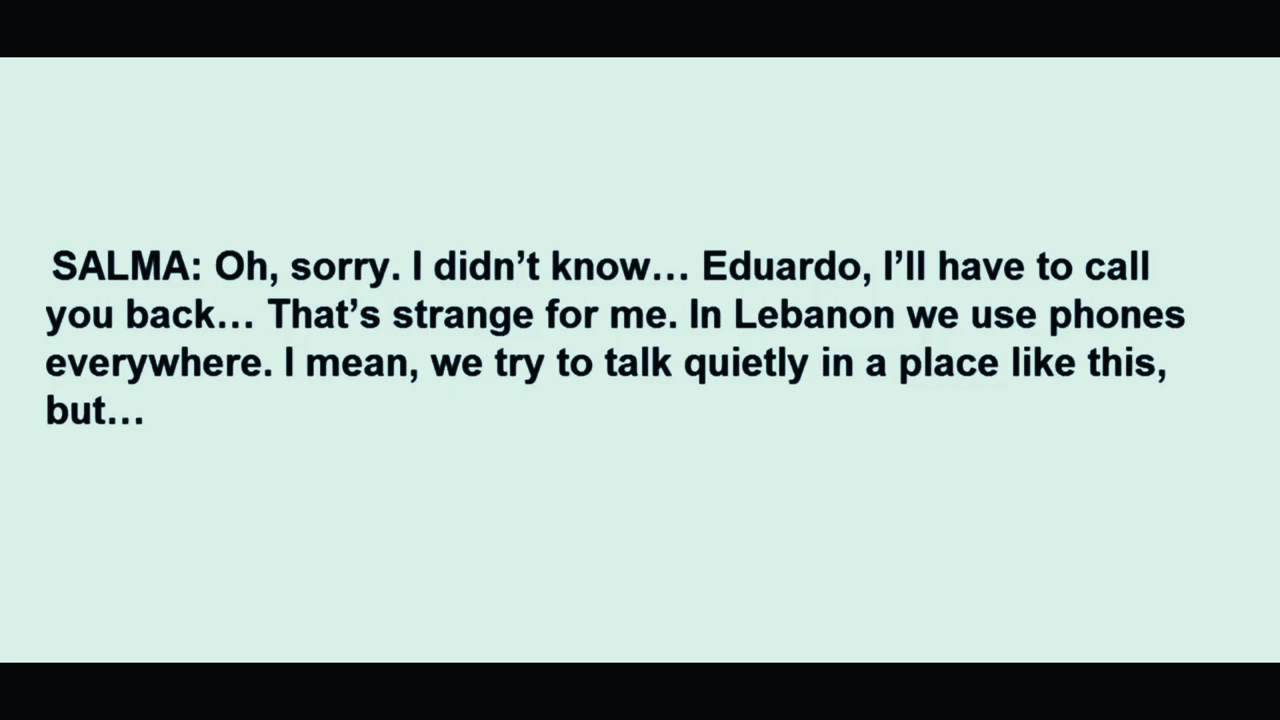 SALMA: Oh, sorry. I didn’t know… Eduardo, I’ll have to call
you back… That’s strange for me. In Lebanon we use phones
everywhere. I mean, we try to talk quietly in a place like this,
but…